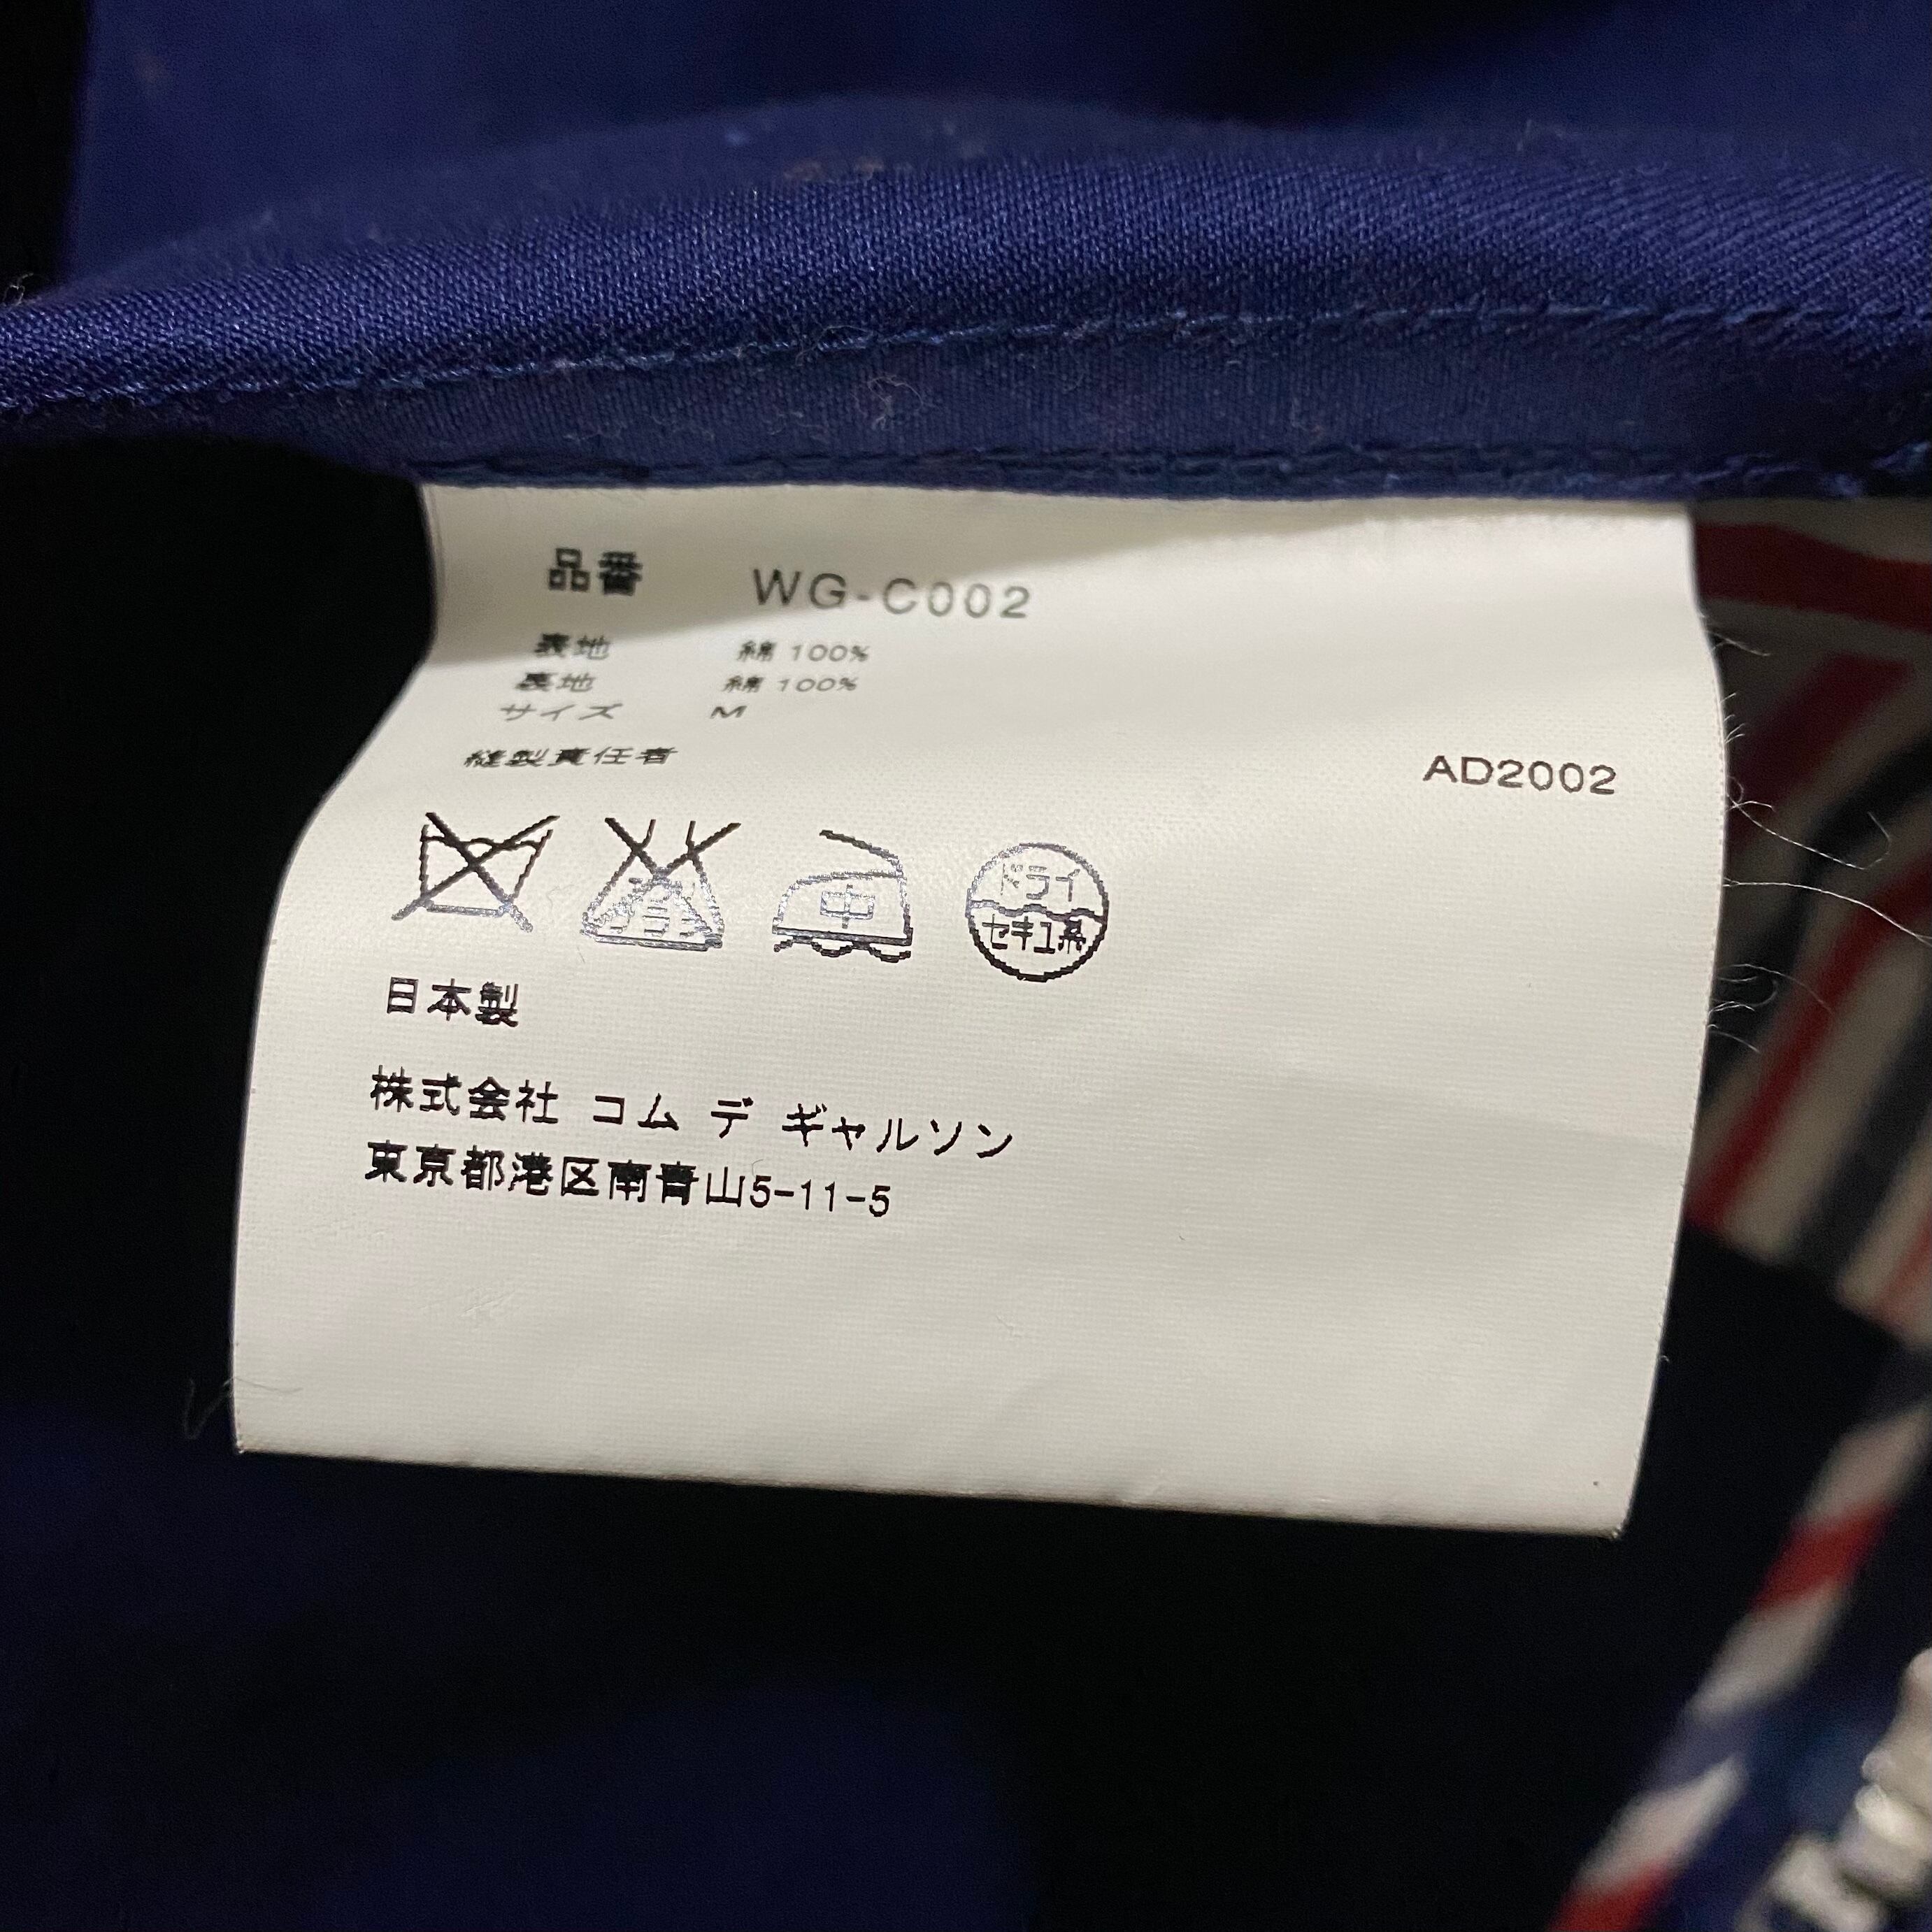 品番 WG-C002
表地 綿 100%
裏地 綿 100%
サイズ M
縫製責任者
AD2002
中
ドライ
セキユ系
日本製
株式会社 コム デ ギャルソン
東京都港区南青山5-11-5